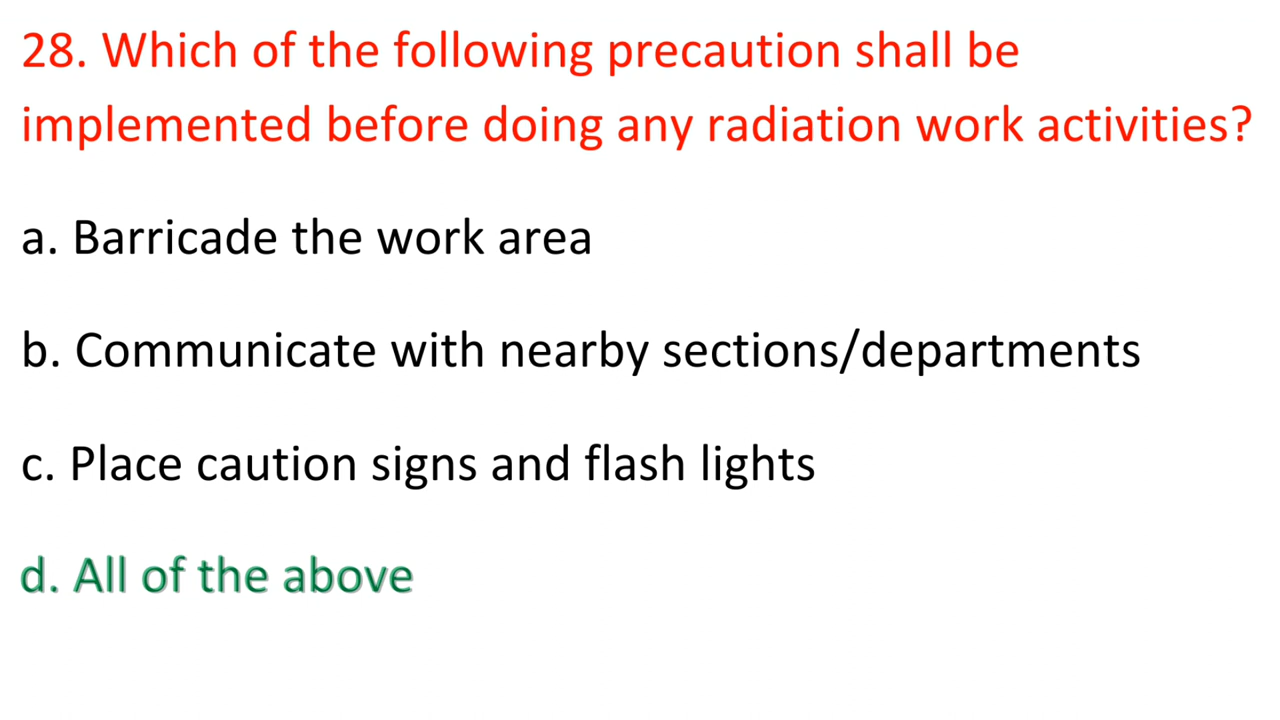 28. Which of the following precaution shall be
implemented before doing any radiation work activities?
a. Barricade the work area
b. Communicate with nearby sections/departments
c. Place caution signs and flash lights
d. All of the above